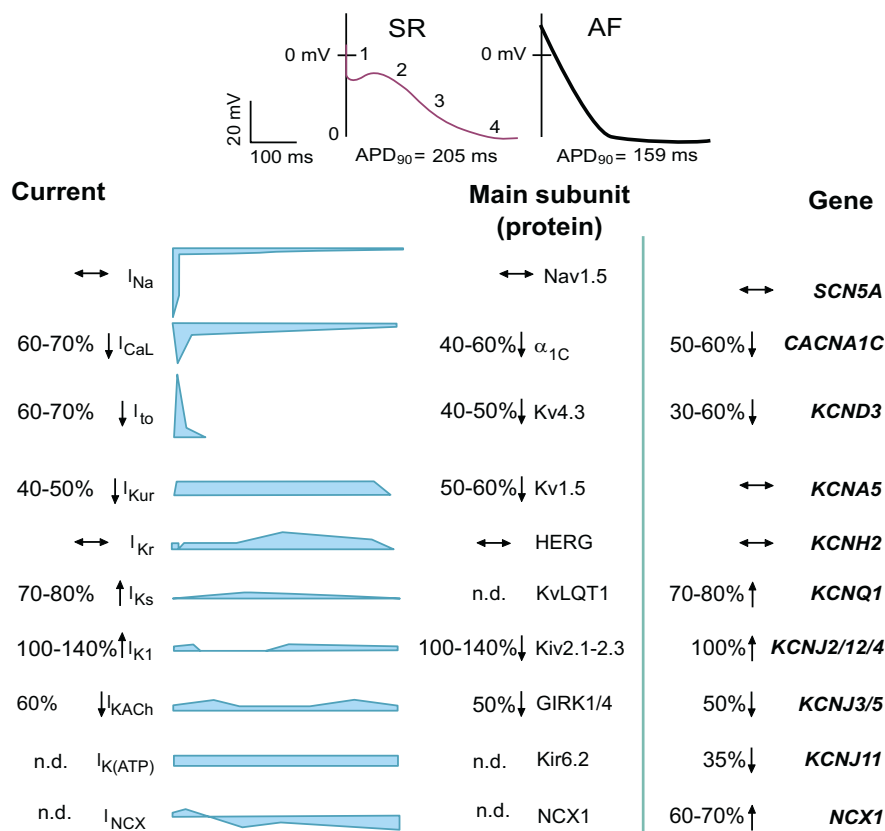 SR AF
0 mV 1 0 mV
2
3
20 mV
0 4
100 ms APD90 = 205 ms APD90 = 159 ms
Current Main subunit Gene
(protein)
↔ INa ↔ Nav1.5 ↔ SCN5A
60-70% ↓ ICaL 40-60% ↓ α1C 50-60% ↓ CACNA1C
60-70% ↓ Ito 40-50% ↓ Kv4.3 30-60% ↓ KCND3
40-50% ↓ IKur 50-60% ↓ Kv1.5 ↔ KCNA5
↔ IKr ↔ HERG ↔ KCNH2
70-80% ↑ IKs n.d. KvLQT1 70-80% ↑ KCNQ1
100-140% ↑ IK1 100-140% ↓ Kiv2.1-2.3 100% ↑ KCNJ2/12/4
60% ↓ IKACh 50% ↓ GIRK1/4 50% ↓ KCNJ3/5
n.d. IK(ATP) n.d. Kir6.2 35% ↓ KCNJ11
n.d. INCX n.d. NCX1 60-70% ↑ NCX1